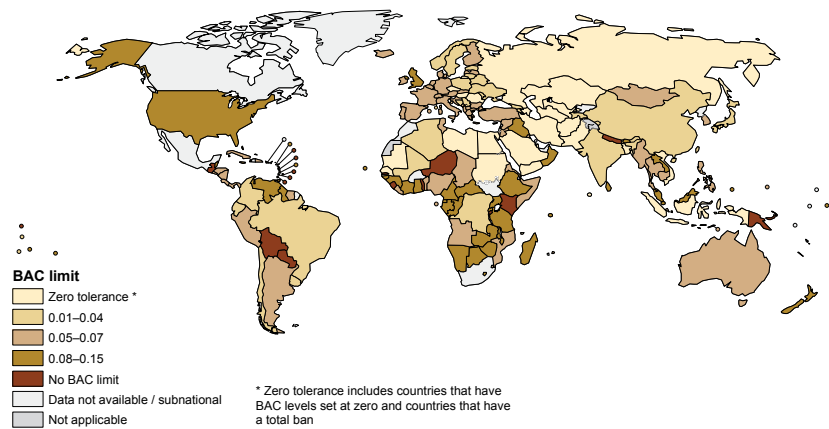 BAC limit
Zero tolerance *
0.01–0.04
0.05–0.07
0.08–0.15
No BAC limit
Data not available / subnational
Not applicable
* Zero tolerance includes countries that have
BAC levels set at zero and countries that have
a total ban